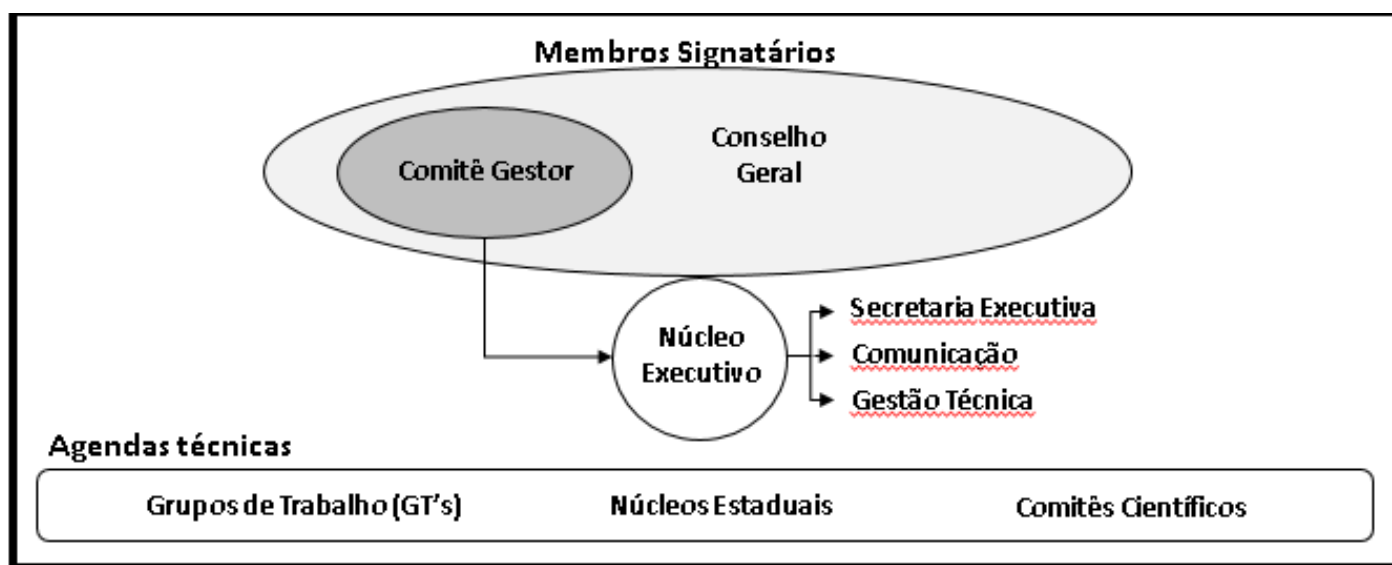 Membros Signatários
Conselho
Geral
Comitê Gestor
Núcleo
Executivo
Secretaria Executiva
Comunicação
Gestão Técnica
Agendas técnicas
Grupos de Trabalho (GT's)
Núcleos Estaduais
Comitês Científicos